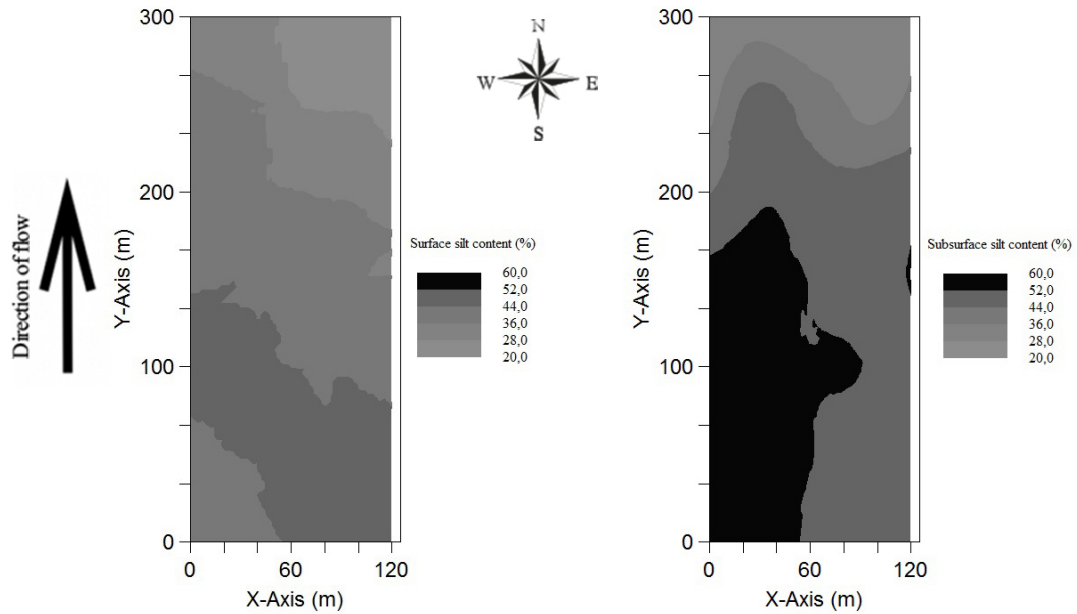 300
200
100
0
Y-Axis (m)
0
60
120
X-Axis (m)
Direction of flow
N
W
E
S
Surface silt content (%)
60,0
52,0
44,0
36,0
28,0
20,0
300
200
100
0
Y-Axis (m)
0
60
120
X-Axis (m)
Subsurface silt content (%)
60,0
52,0
44,0
36,0
28,0
20,0